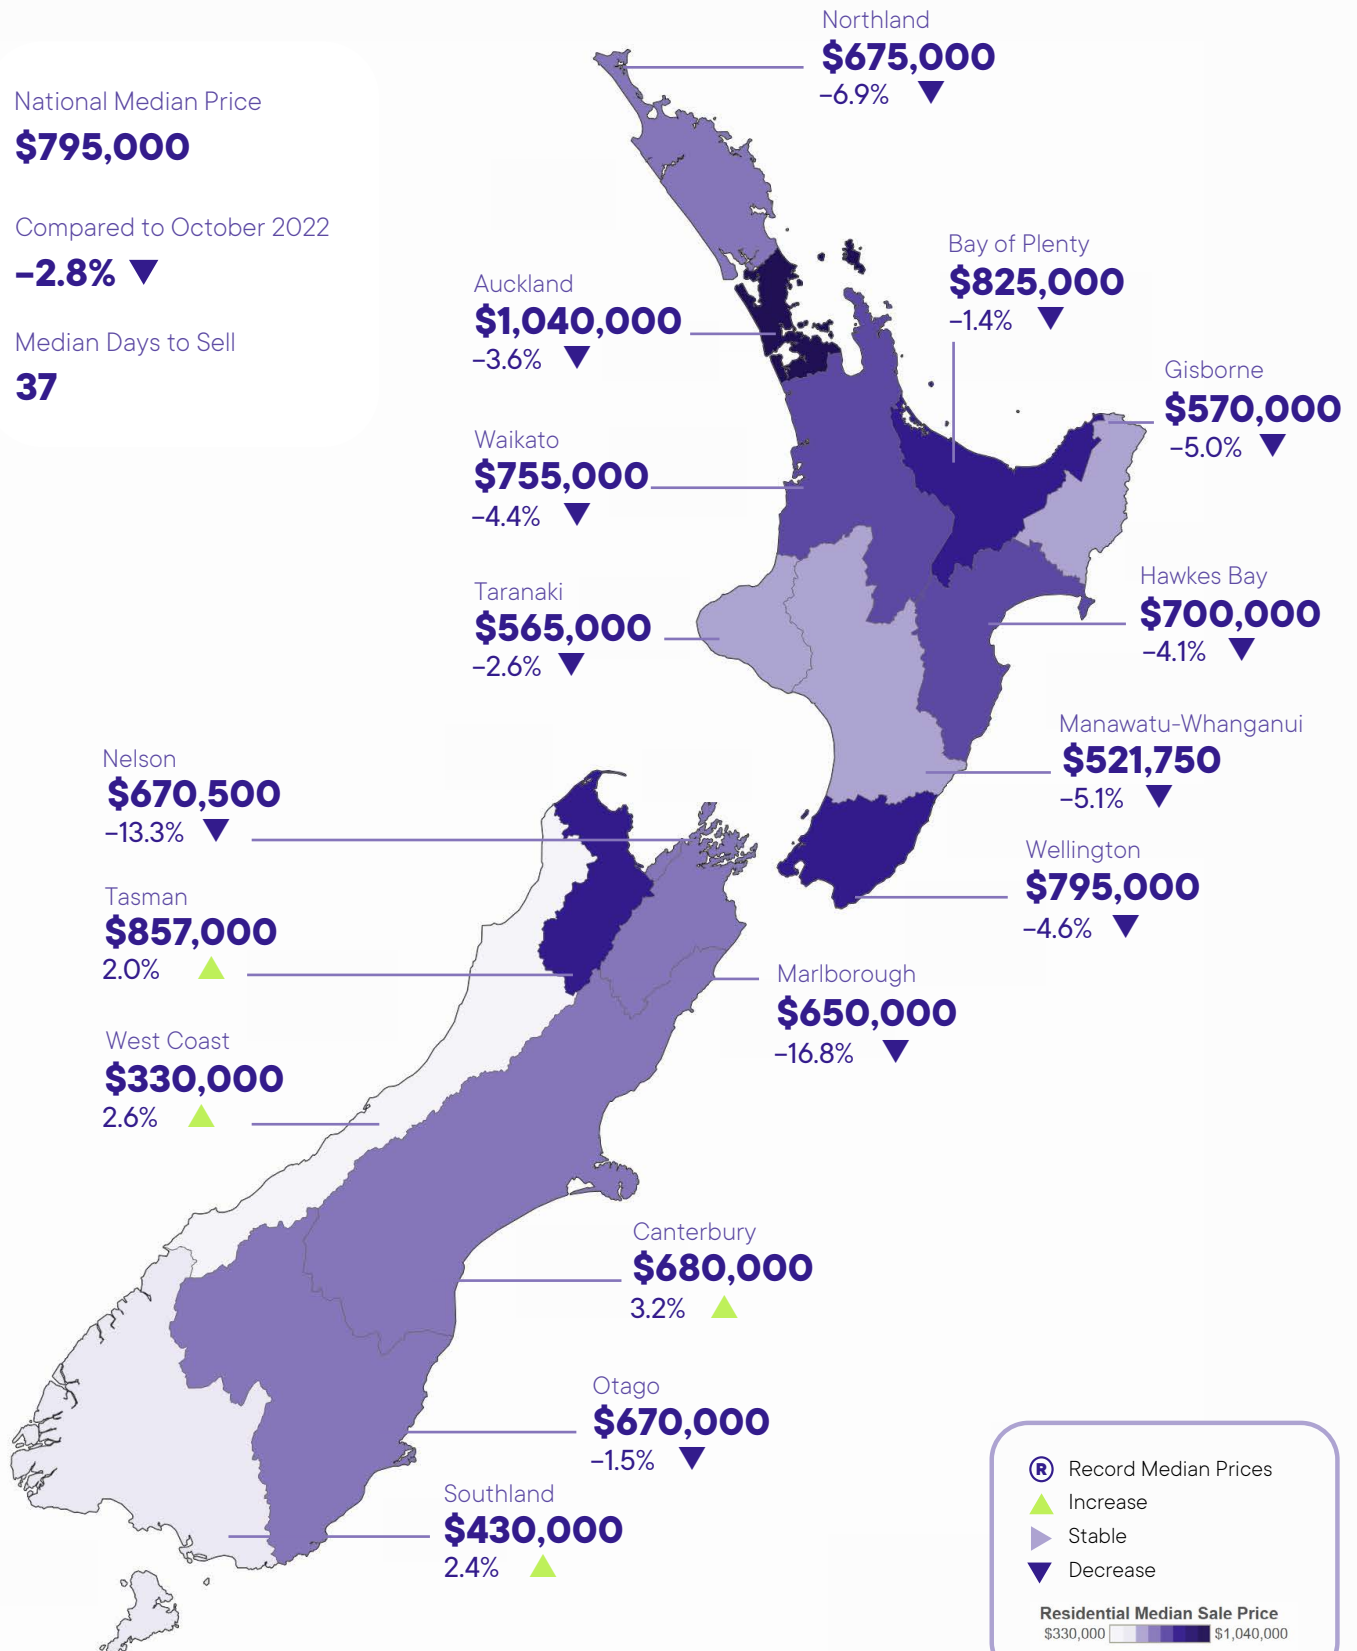 National Median Price
$795,000
Compared to October 2022
-2.8%
Median Days to Sell
37
Northland
$675,000
-6.9%
Auckland
$1,040,000
-3.6%
Bay of Plenty
$825,000
-1.4%
Gisborne
$570,000
-5.0%
Waikato
$755,000
-4.4%
Taranaki
$565,000
-2.6%
Hawkes Bay
$700,000
-4.1%
Manawatu-Whanganui
$521,750
-5.1%
Wellington
$795,000
-4.6%
Nelson
$670,500
-13.3%
Tasman
$857,000
2.0%
Marlborough
$650,000
-16.8%
West Coast
$330,000
2.6%
Canterbury
$680,000
3.2%
Otago
$670,000
-1.5%
Southland
$430,000
2.4%
R Record Median Prices
Increase
Stable
Decrease
Residential Median Sale Price
$330,000 $1,040,000